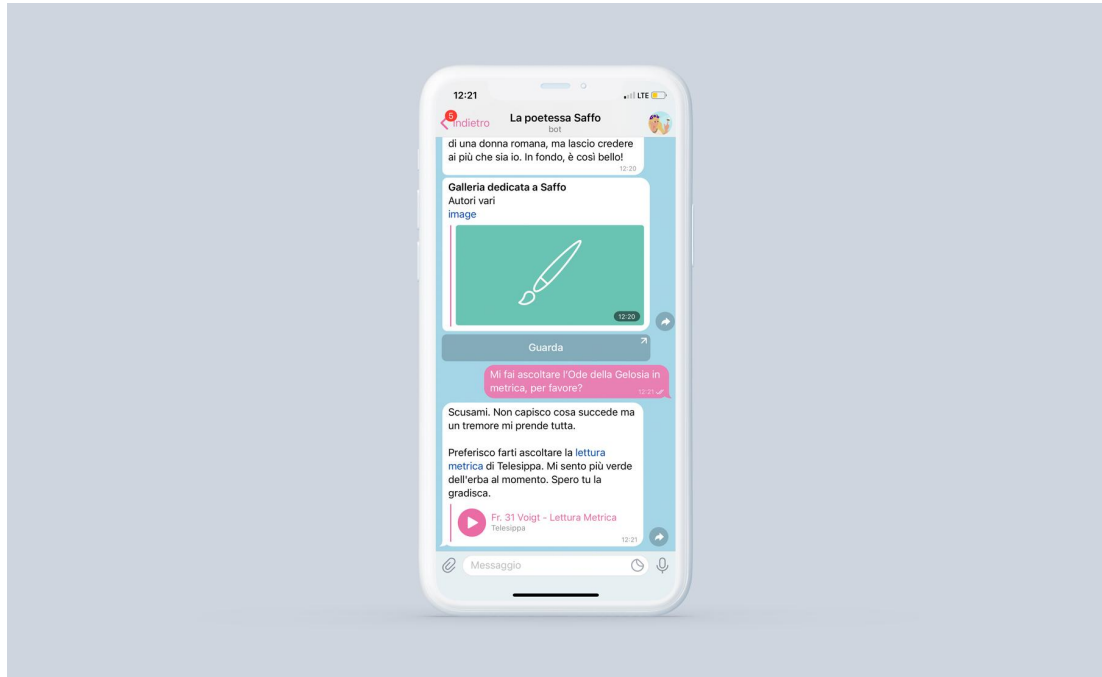 12:21
LTE
5
Indietro
La poetessa Saffo
bot
di una donna romana, ma lascio credere
ai più che sia io. In fondo, è così bello!
12:20
Galleria dedicata a Saffo
Autori vari
image
12:20
Guarda
Mi fai ascoltare l'Ode della Gelosia in
metrica, per favore?
12:21
Scusami. Non capisco cosa succede ma
un tremore mi prende tutta.
Preferisco farti ascoltare la lettura
metrica di Telesippa. Mi sento più verde
dell'erba al momento. Spero tu la
gradisca.
Fr. 31 Voigt - Lettura Metrica
Telesippa
12:21
Messaggio